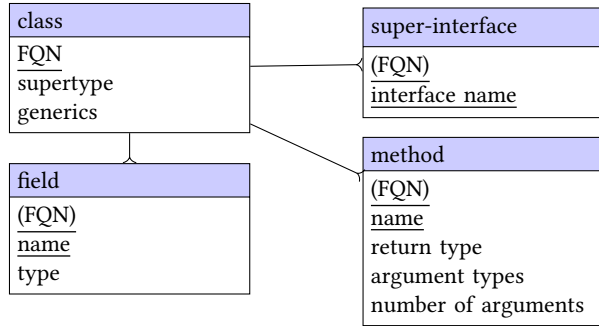 class
FQN
supertype
generics
super-interface
(FQN)
interface name
field
(FQN)
name
type
method
(FQN)
name
return type
argument types
number of arguments